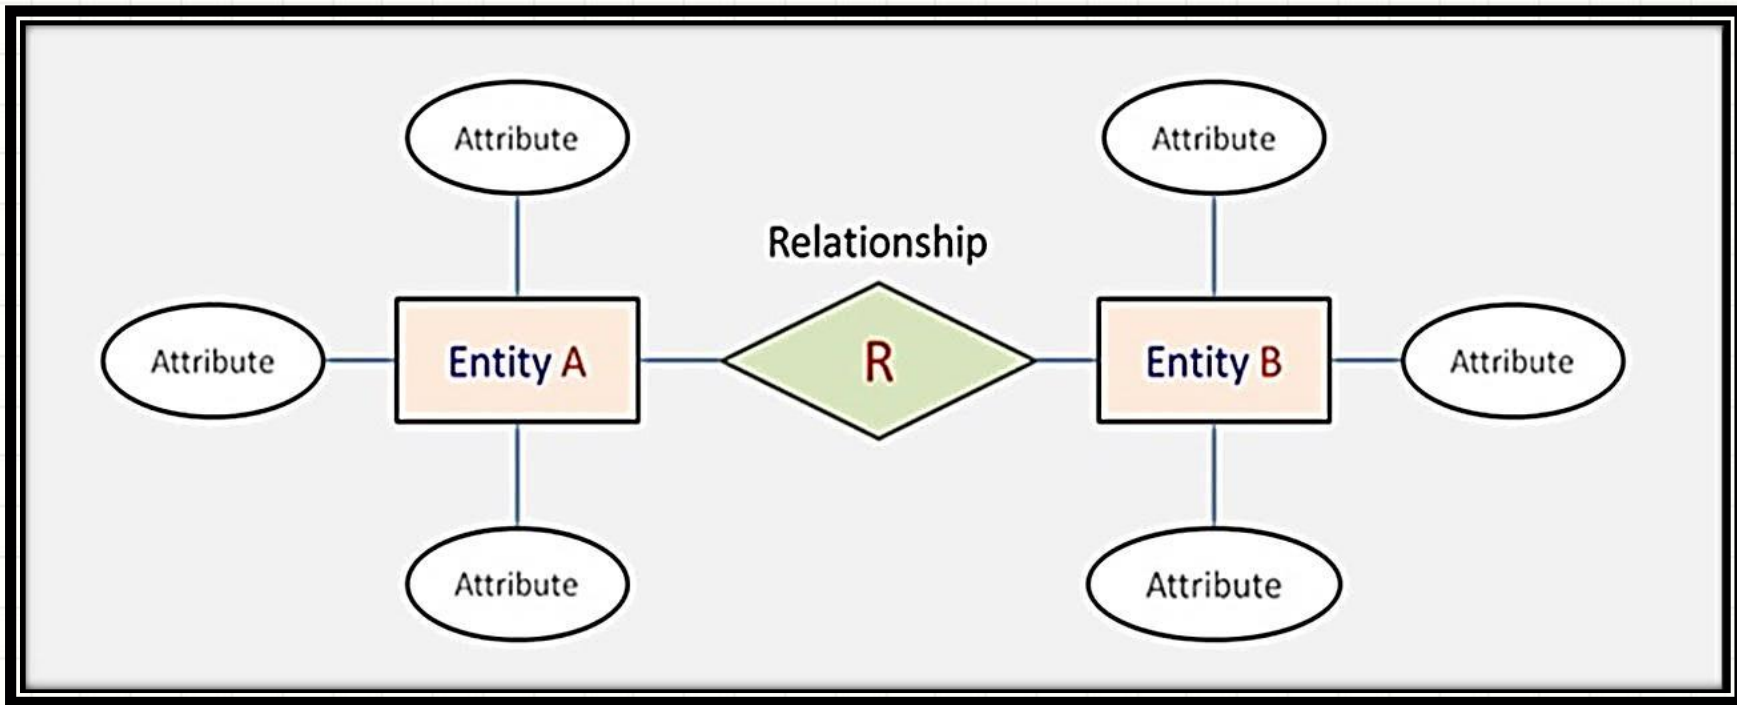 Attribute
Attribute
Relationship
Attribute
Entity A
R
Entity B
Attribute
Attribute
Attribute